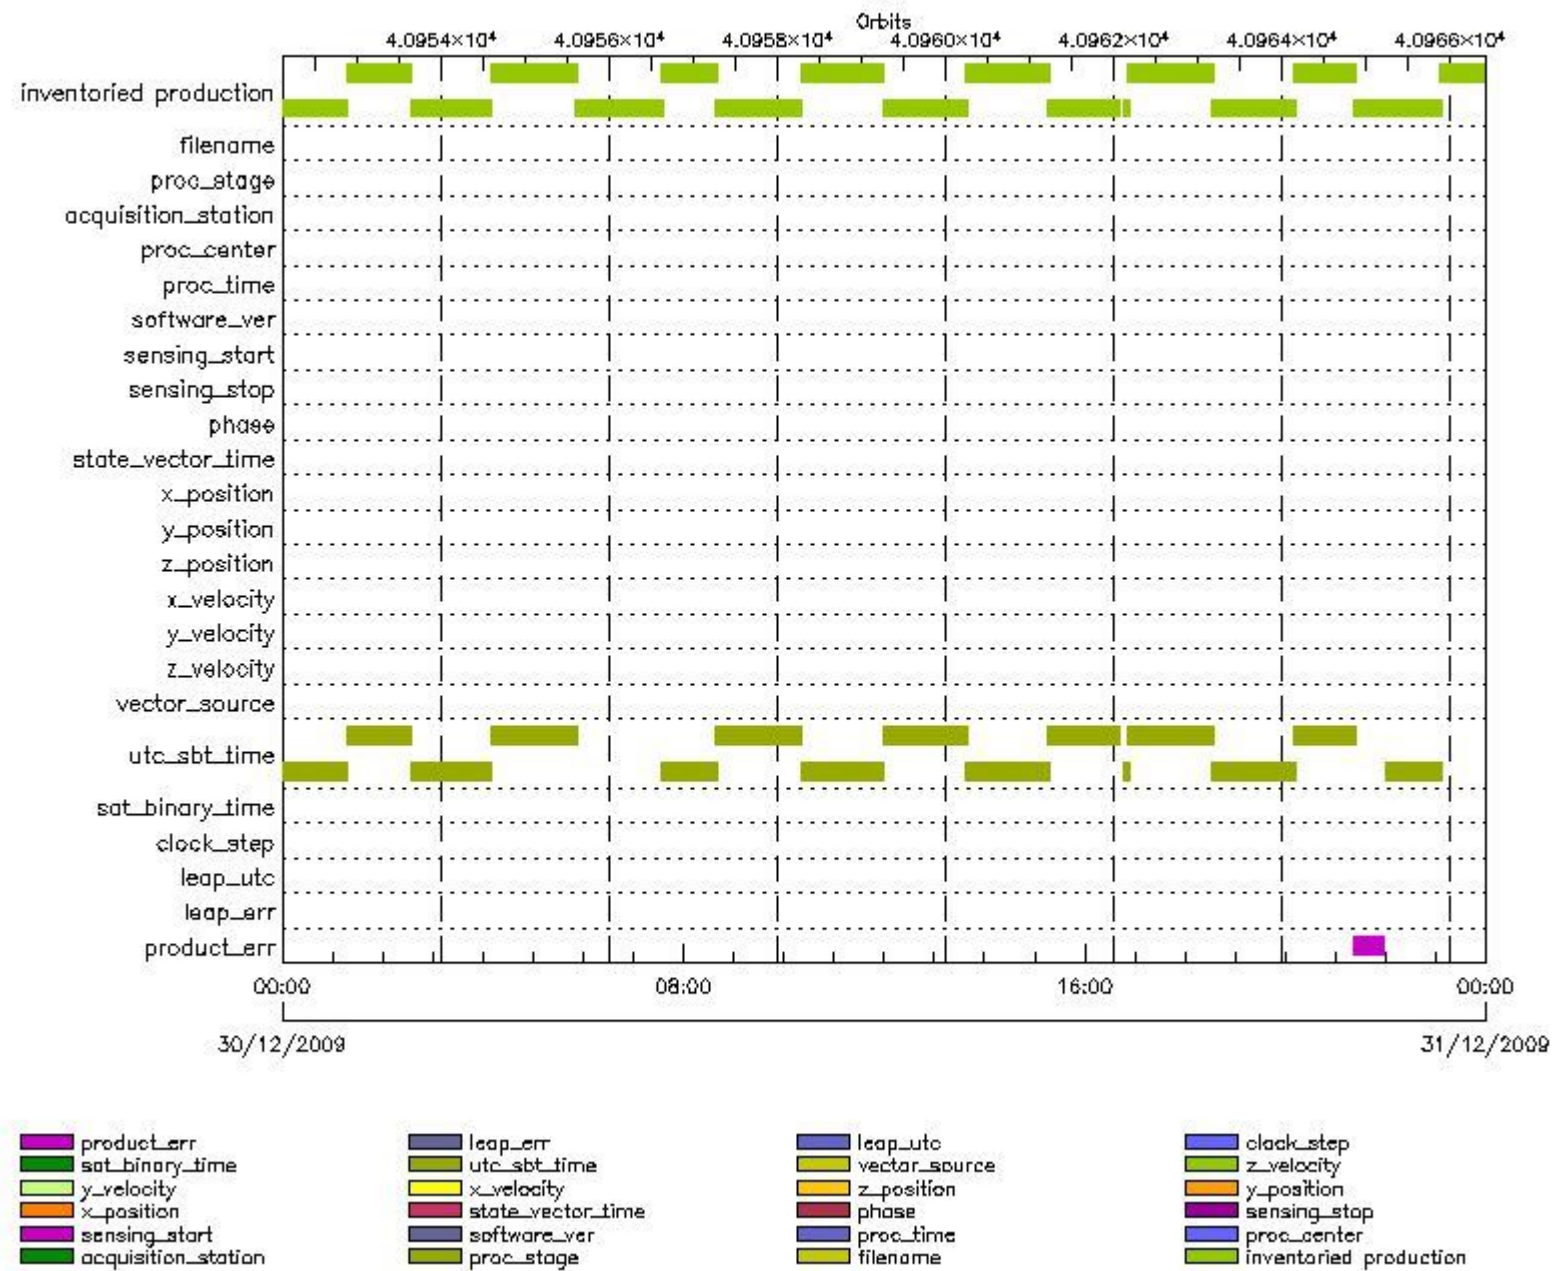 Orbits
4.0954×10⁴ 4.0956×10⁴ 4.0958×10⁴ 4.0960×10⁴ 4.0962×10⁴ 4.0964×10⁴ 4.0966×10⁴
inventoried production
filename
proc_stage
acquisition_station
proc_center
proc_time
software_ver
sensing_start
sensing_stop
phase
state_vector_time
x_position
y_position
z_position
x_velocity
y_velocity
z_velocity
vector_source
utc_sbt_time
sat_binary_time
clock_step
leap_utc
leap_err
product_err
00:00 08:00 16:00 00:00
30/12/2009 31/12/2009
product_err leap_err leap_utc clock_step
sat_binary_time utc_sbt_time vector_source z_velocity
y_velocity x_velocity z_position y_position
x_position state_vector_time phase sensing_stop
sensing_start software_ver proc_time proc_center
acquisition_station proc_stage filename inventoried production